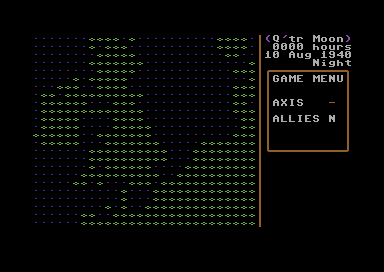 (Q´tr Moon)
0000 hours
10 Aug 1940
Night
GAME MENU
AXIS -
ALLIES N